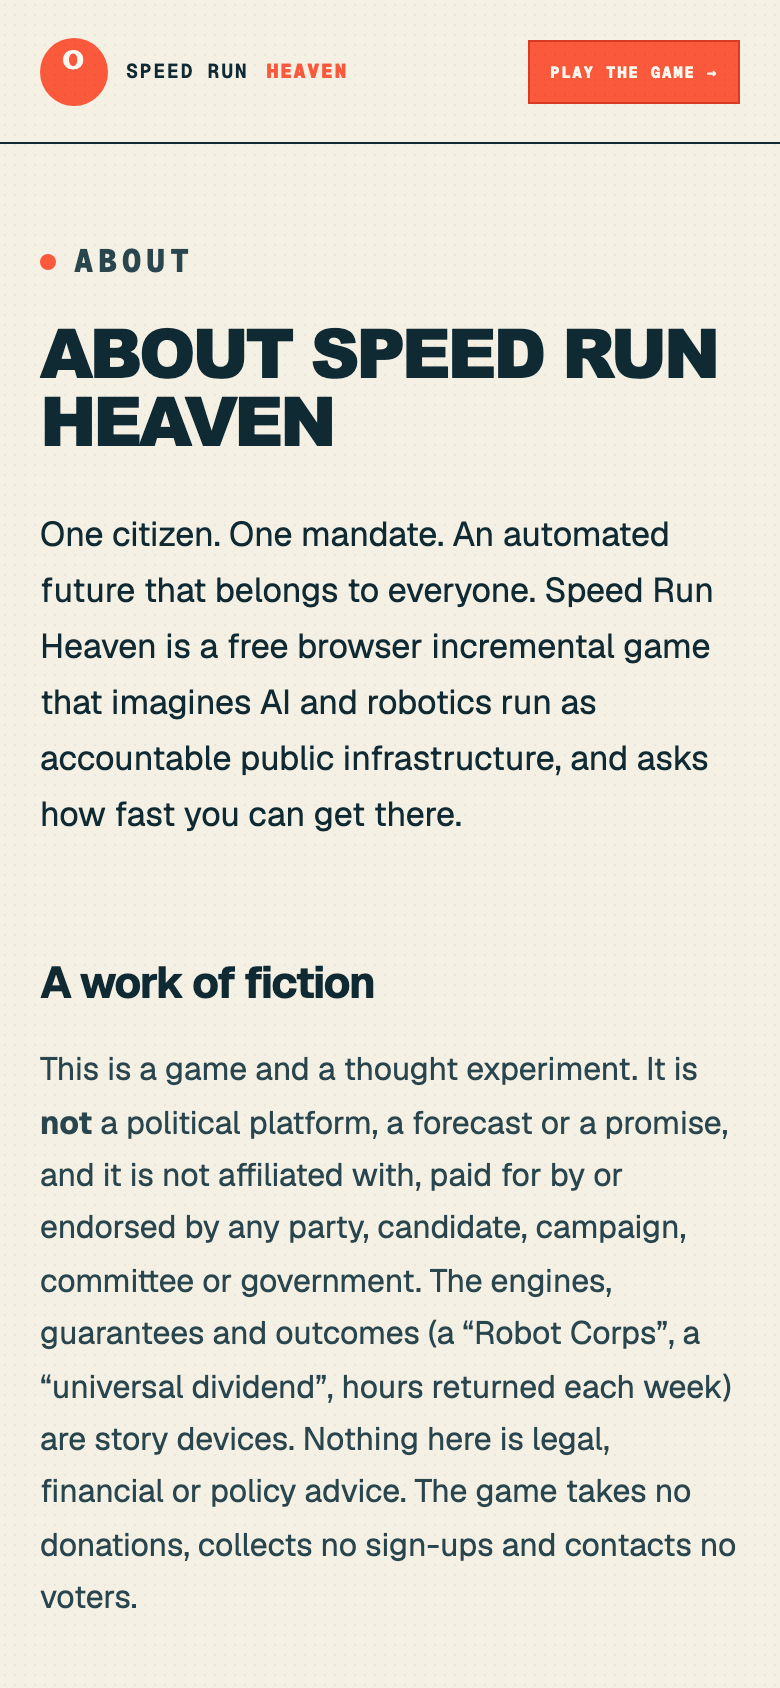 O SPEED RUN HEAVEN PLAY THE GAME →
ABOUT
ABOUT SPEED RUN
HEAVEN
One citizen. One mandate. An automated
future that belongs to everyone. Speed Run
Heaven is a free browser incremental game
that imagines AI and robotics run as
accountable public infrastructure, and asks
how fast you can get there.
A work of fiction
This is a game and a thought experiment. It is
not a political platform, a forecast or a promise,
and it is not affiliated with, paid for by or
endorsed by any party, candidate, campaign,
committee or government. The engines,
guarantees and outcomes (a “Robot Corps”, a
“universal dividend”, hours returned each week)
are story devices. Nothing here is legal,
financial or policy advice. The game takes no
donations, collects no sign-ups and contacts no
voters.